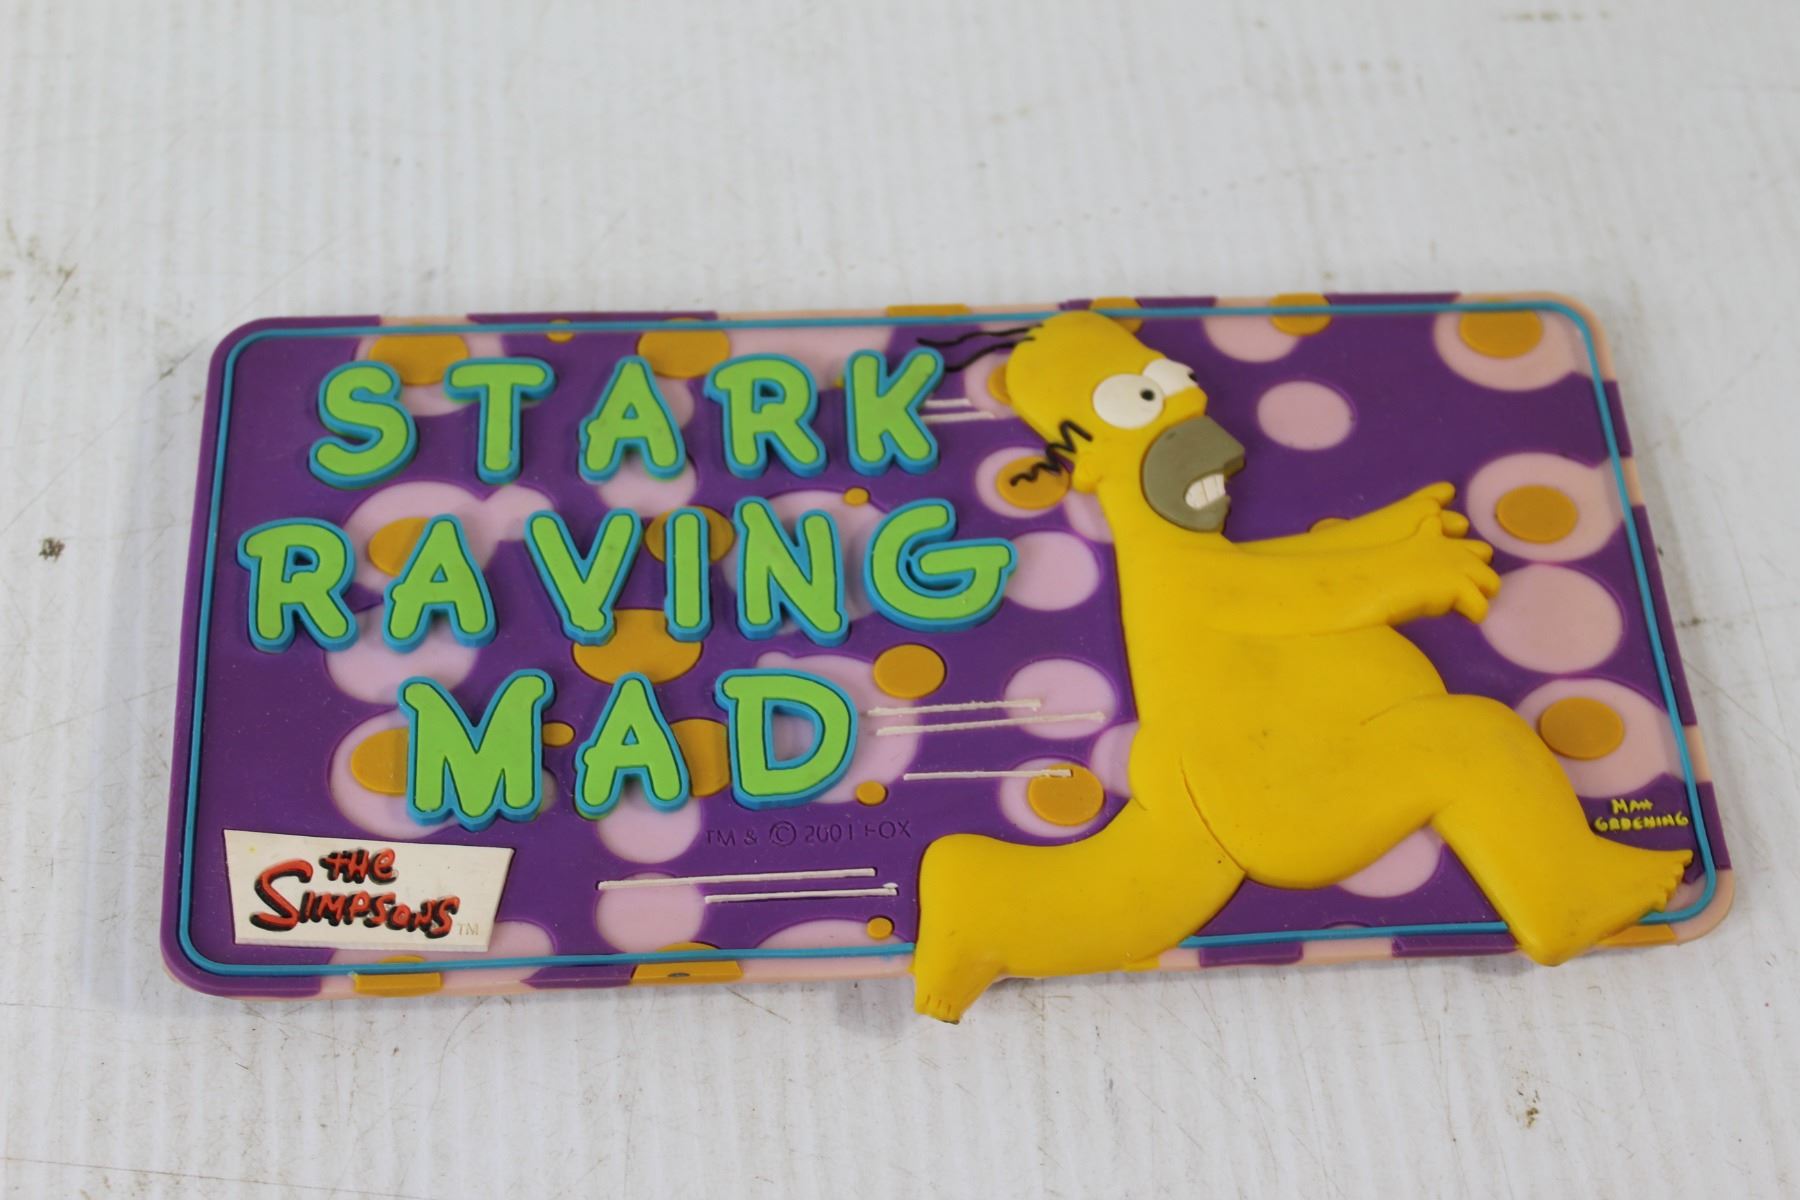 STARK
RAVING
MAD
TM & © 2001 FOX
THE
SIMPSONS TM
MATT
GROENING